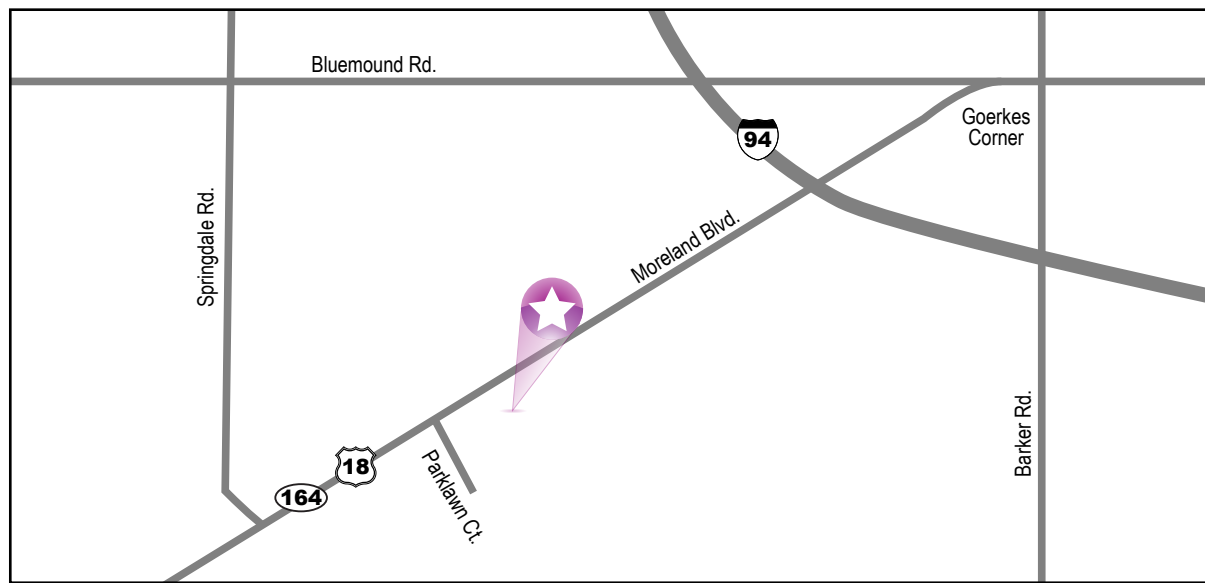 Bluemound Rd.
Goerkes
Corner
94
Springdale Rd.
Moreland Blvd.
Barker Rd.
18
Parklawn Ct.
164